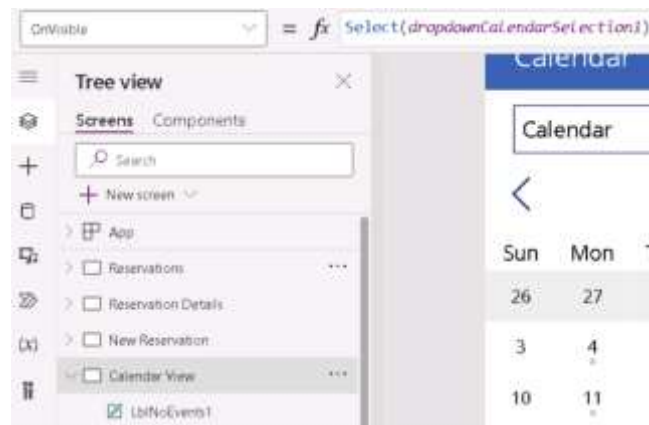 OnVisible = fx Select(dropdownCalendarSelection1)
Tree view
Screens Components
Search
New screen
App
Reservations
Reservation Details
New Reservation
Calendar View
LblNoEvents1
Calendar
Calendar
Sun Mon
26 27
3 4
10 11